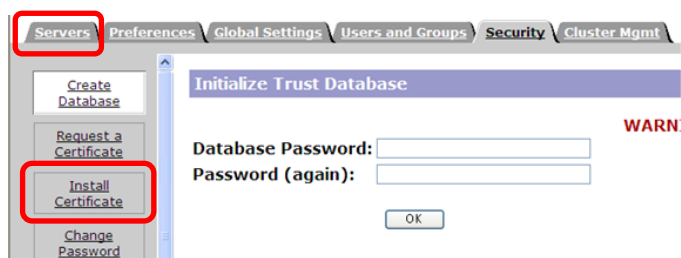 Servers Preferences Global Settings Users and Groups Security Cluster Mgmt
Create
Database
Request a
Certificate
Install
Certificate
Change
Password
Initialize Trust Database
Database Password:
Password (again):
OK